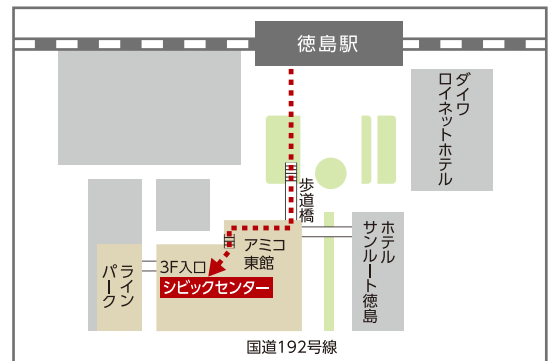 徳島駅
ダイワ
ロイネットホテル
歩道橋
ホテル
サンルート徳島
アミコ
東館
3F入口
シビックセンター
ライン
パーク
国道192号線